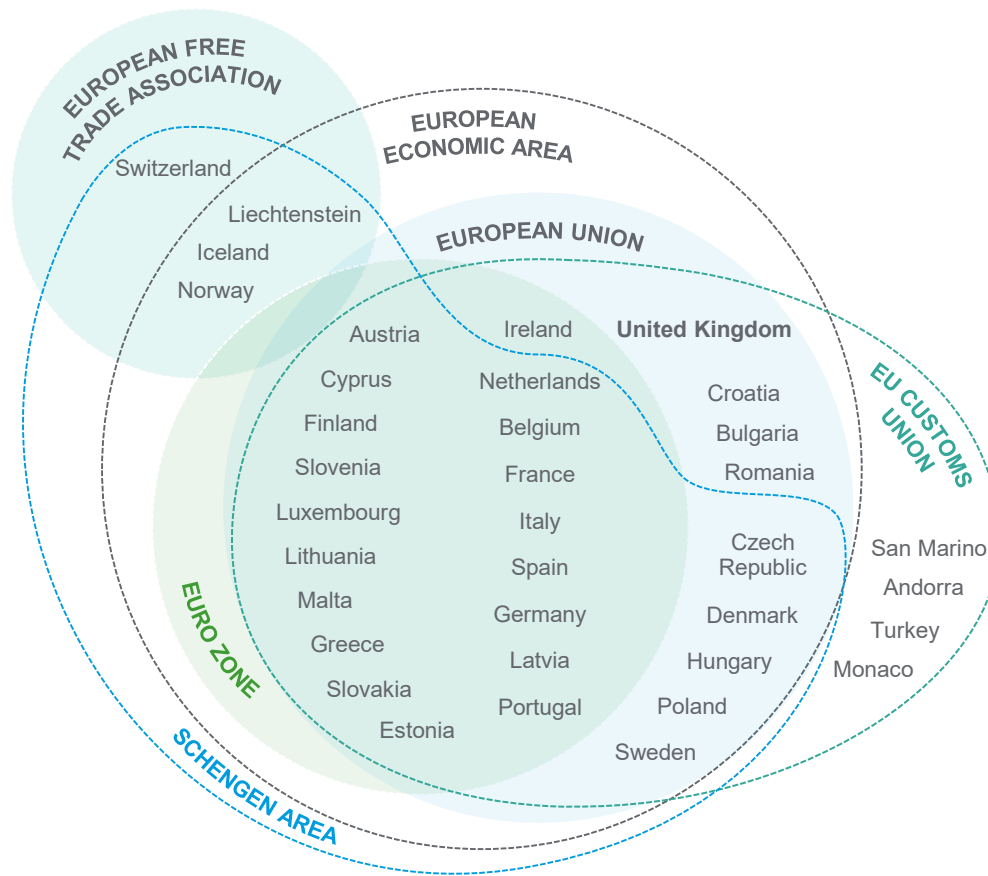 EUROPEAN FREE
TRADE ASSOCIATION
Switzerland
Liechtenstein
Iceland
Norway
EUROPEAN
ECONOMIC AREA
EUROPEAN UNION
Austria
Cyprus
Finland
Slovenia
Luxembourg
Lithuania
Malta
Greece
Slovakia
Estonia
Ireland
Netherlands
Belgium
France
Italy
Spain
Germany
Latvia
Portugal
United Kingdom
Croatia
Bulgaria
Romania
Czech
Republic
Denmark
Hungary
Poland
Sweden
EU CUSTOMS
UNION
San Marino
Andorra
Turkey
Monaco
EURO ZONE
SCHENGEN AREA